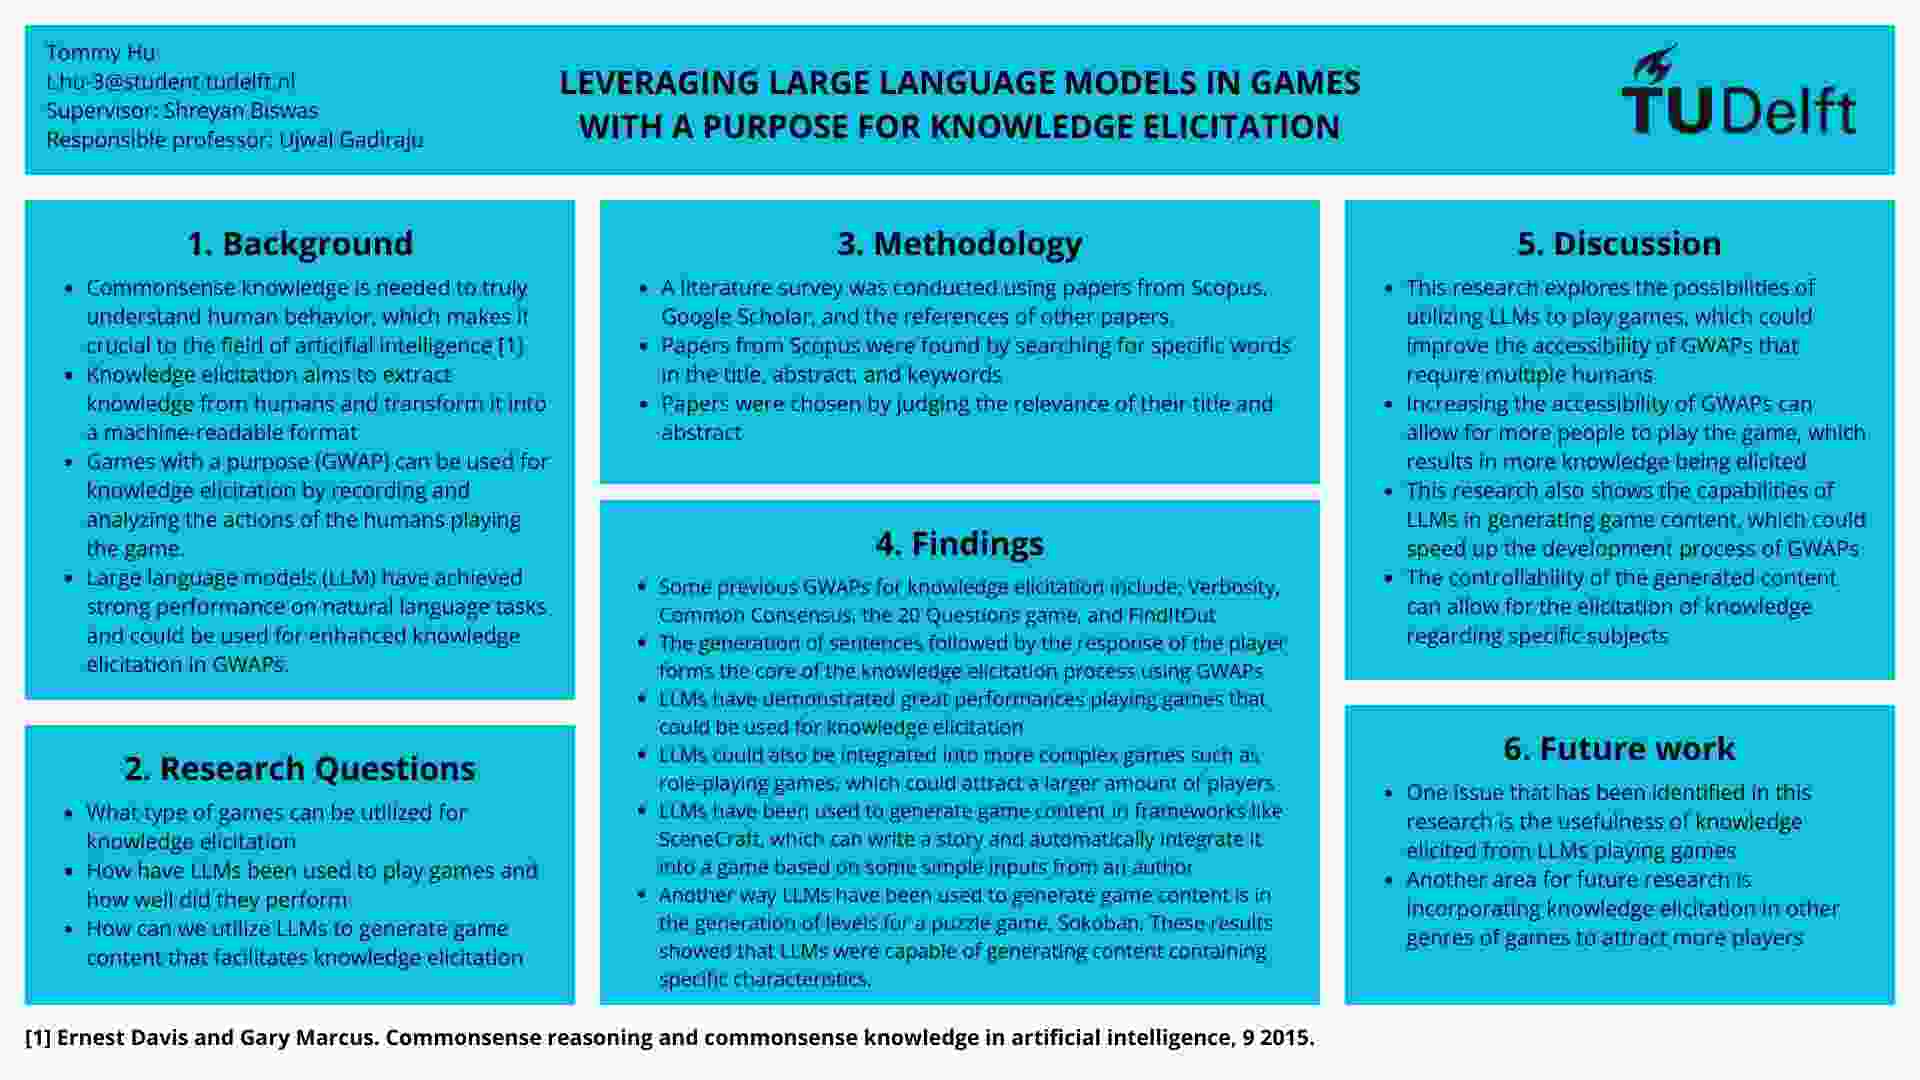 Tommy Hu
t.hu-3@student.tudelft.nl
Supervisor: Shreyan Biswas
Responsible professor: Ujwal Gadiraju
LEVERAGING LARGE LANGUAGE MODELS IN GAMES
WITH A PURPOSE FOR KNOWLEDGE ELICITATION
TU Delft
1. Background
• Commonsense knowledge is needed to truly
understand human behavior, which makes it
crucial to the field of articifial intelligence [1]
• Knowledge elicitation aims to extract
knowledge from humans and transform it into
a machine-readable format
• Games with a purpose (GWAP) can be used for
knowledge elicitation by recording and
analyzing the actions of the humans playing
the game.
• Large language models (LLM) have achieved
strong performance on natural language tasks
and could be used for enhanced knowledge
elicitation in GWAPs.
2. Research Questions
• What type of games can be utilized for
knowledge elicitation
• How have LLMs been used to play games and
how well did they perform
• How can we utilize LLMs to generate game
content that facilitates knowledge elicitation
3. Methodology
• A literature survey was conducted using papers from Scopus,
Google Scholar, and the references of other papers.
• Papers from Scopus were found by searching for specific words
in the title, abstract, and keywords
• Papers were chosen by judging the relevance of their title and
abstract
4. Findings
• Some previous GWAPs for knowledge elicitation include: Verbosity,
Common Consensus, the 20 Questions game, and FindItOut
• The generation of sentences followed by the response of the player
forms the core of the knowledge elicitation process using GWAPs
• LLMs have demonstrated great performances playing games that
could be used for knowledge elicitation
• LLMs could also be integrated into more complex games such as
role-playing games, which could attract a larger amount of players
• LLMs have been used to generate game content in frameworks like
SceneCraft, which can write a story and automatically integrate it
into a game based on some simple inputs from an author
• Another way LLMs have been used to generate game content is in
the generation of levels for a puzzle game, Sokoban. These results
showed that LLMs were capable of generating content containing
specific characteristics.
5. Discussion
• This research explores the possibilities of
utilizing LLMs to play games, which could
improve the accessibility of GWAPs that
require multiple humans
• Increasing the accessibility of GWAPs can
allow for more people to play the game, which
results in more knowledge being elicited
• This research also shows the capabilities of
LLMs in generating game content, which could
speed up the development process of GWAPs
• The controllability of the generated content
can allow for the elicitation of knowledge
regarding specific subjects
6. Future work
• One issue that has been identified in this
research is the usefulness of knowledge
elicited from LLMs playing games
• Another area for future research is
incorporating knowledge elicitation in other
genres of games to attract more players
[1] Ernest Davis and Gary Marcus. Commonsense reasoning and commonsense knowledge in artificial intelligence, 9 2015.